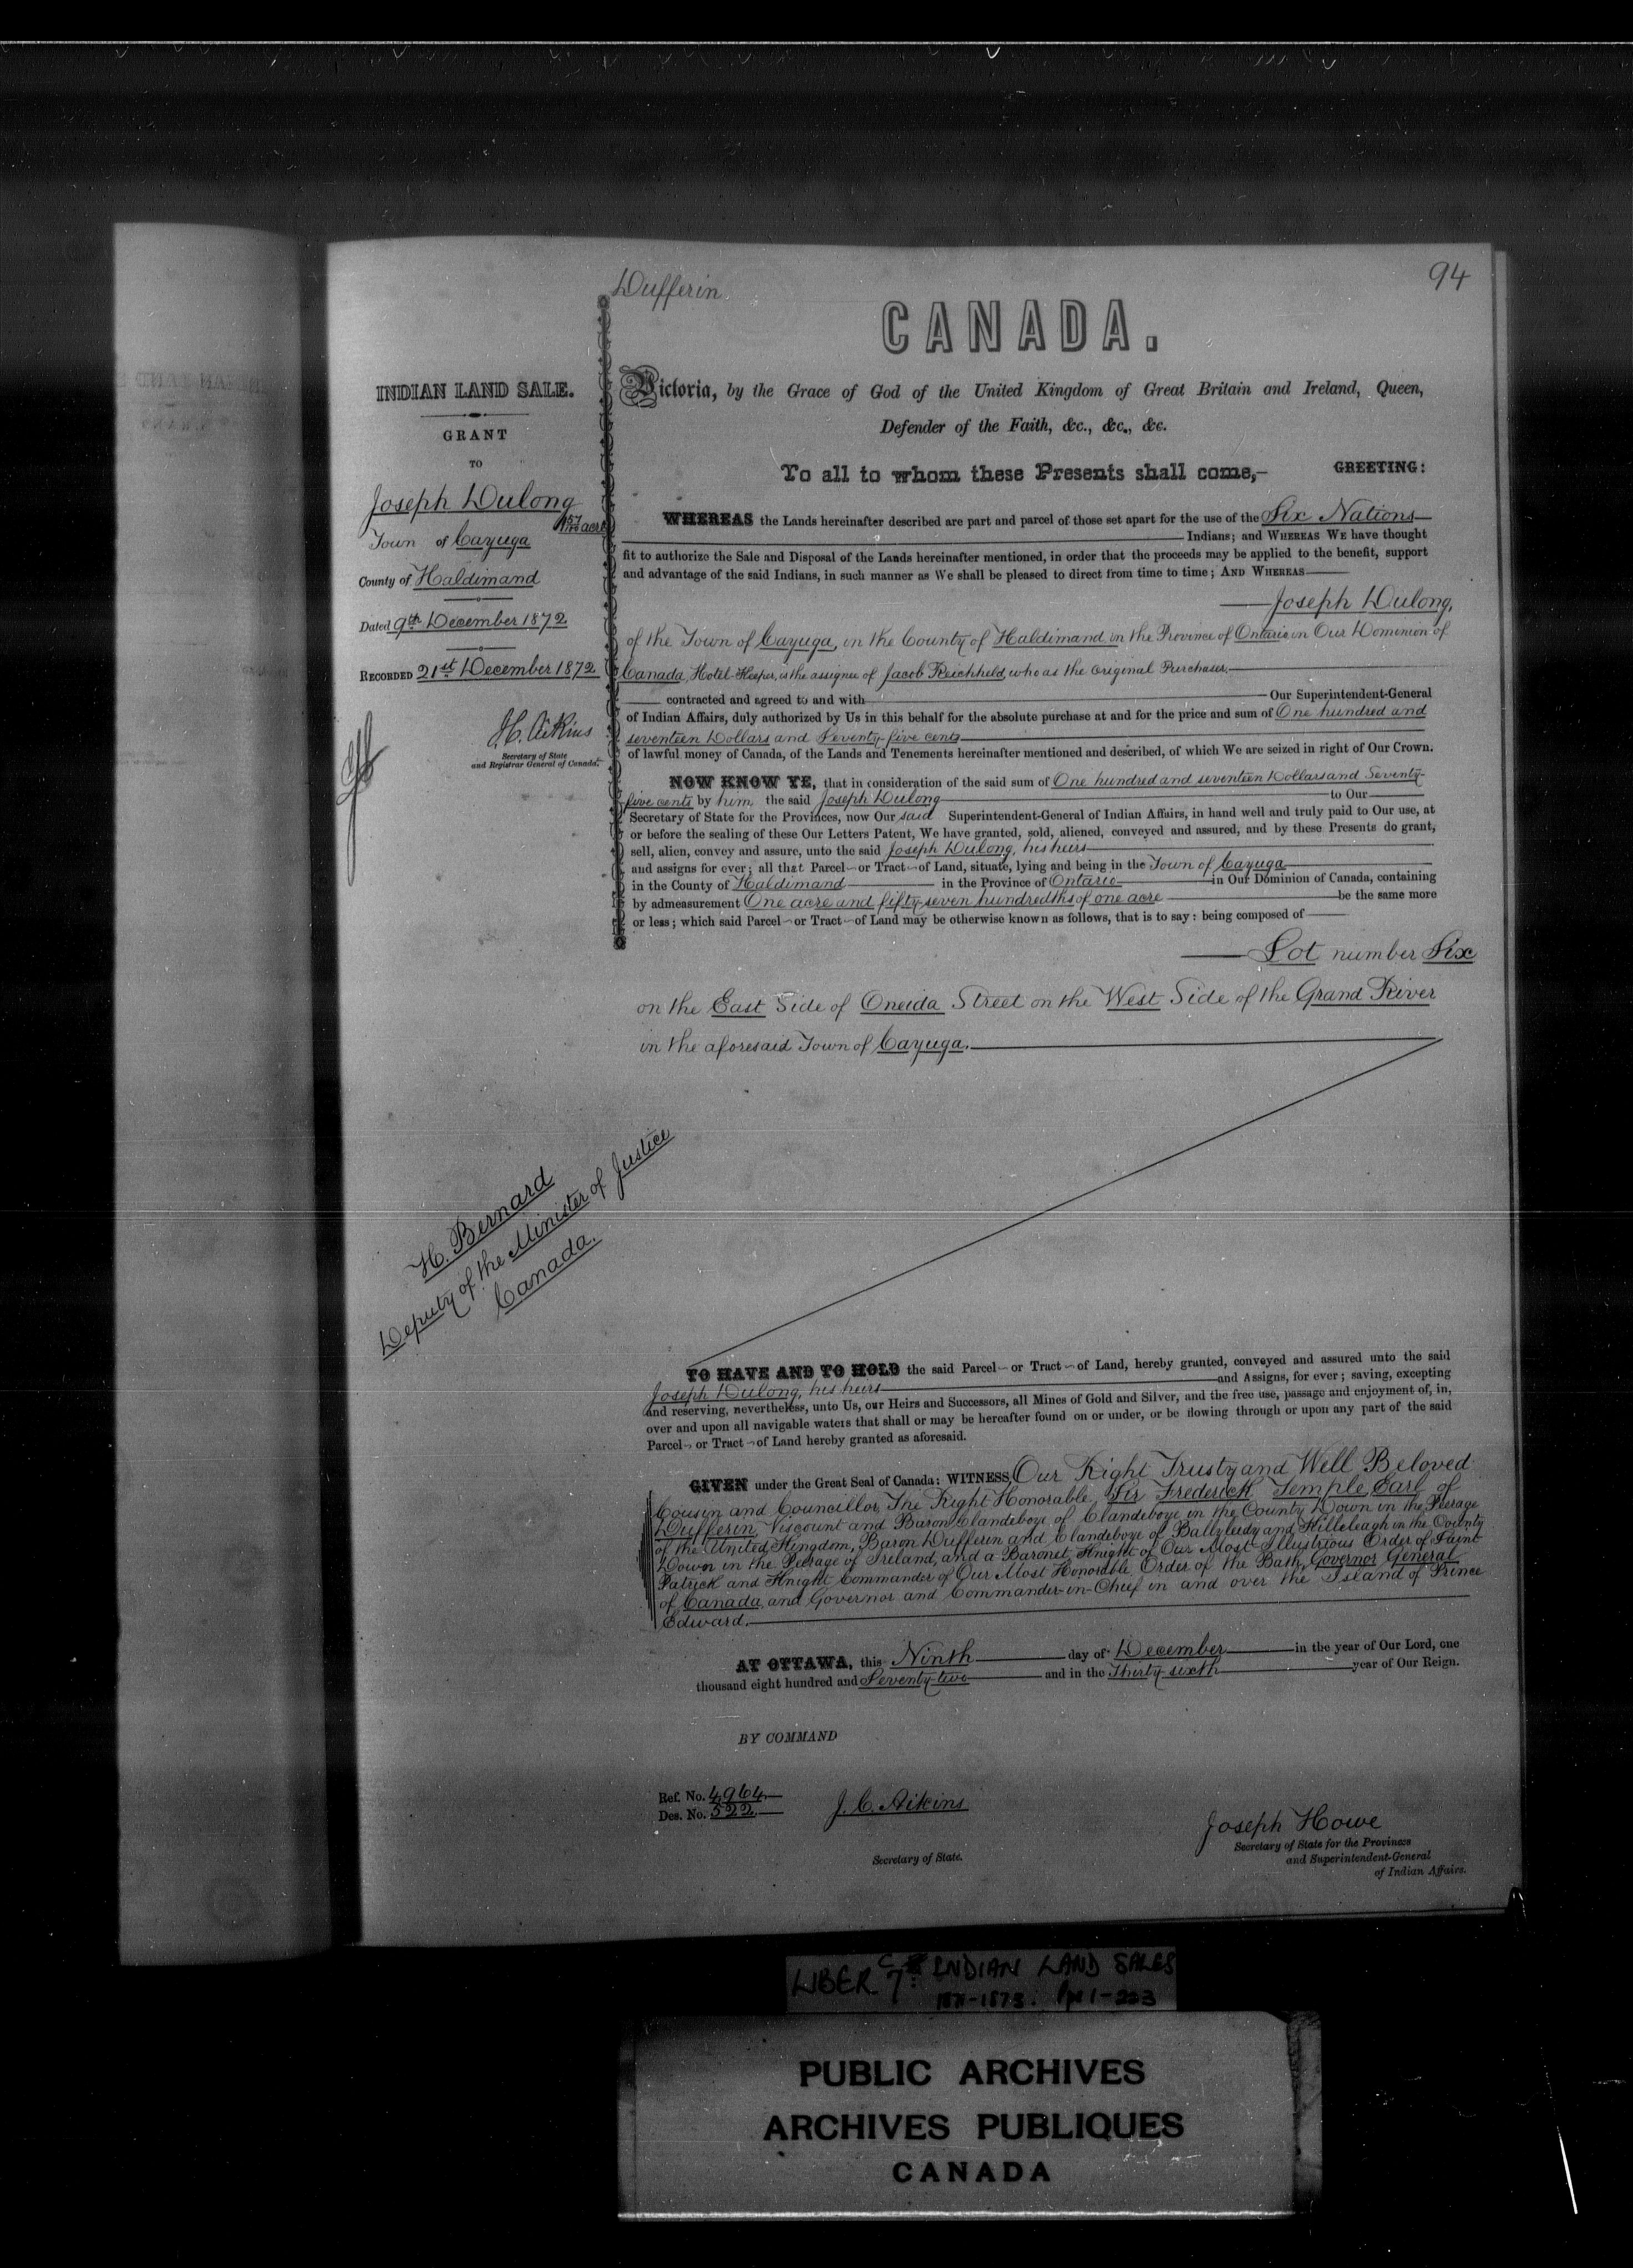 94
Dufferin
CANADA.
INDIAN LAND SALE.
GRANT
TO
Joseph Dulong
1 57/100 acre
Town of Cayuga
County of Haldimand
Dated 9th December 1872
RECORDED 21st December 1872
J.C. Aikins
Secretary of State
and Registrar General of Canada.
Victoria, by the Grace of God of the United Kingdom of Great Britain and Ireland, Queen,
Defender of the Faith, &c., &c., &c.
To all to whom these Presents shall come,— GREETING:
WHEREAS the Lands hereinafter described are part and parcel of those set apart for the use of the Six Nations
Indians; and WHEREAS WE have thought
fit to authorize the Sale and Disposal of the Lands hereinafter mentioned, in order that the proceeds may be applied to the benefit, support
and advantage of the said Indians, in such manner as We shall be pleased to direct from time to time; AND WHEREAS
Joseph Dulong,
of the Town of Cayuga, in the County of Haldimand in the Province of Ontario in Our Dominion of
Canada, Hotel-Keeper, is the assignee of Jacob Reichheld, who as the original Purchaser
contracted and agreed to and with Our Superintendent-General
of Indian Affairs, duly authorized by Us in this behalf for the absolute purchase at and for the price and sum of One hundred and
seventeen Dollars and Seventy-five cents
of lawful money of Canada, of the Lands and Tenements hereinafter mentioned and described, of which We are seized in right of Our Crown.
NOW KNOW YE, that in consideration of the said sum of One hundred and seventeen Dollars and Seventy-
five cents by him the said Joseph Dulong to Our
Secretary of State for the Provinces, now Our said Superintendent-General of Indian Affairs, in hand well and truly paid to Our use, at
or before the sealing of these Our Letters Patent, We have granted, sold, aliened, conveyed and assured, and by these Presents do grant,
sell, alien, convey and assure, unto the said Joseph Dulong, his heirs
and assigns for ever; all that Parcel or Tract of Land, situate, lying and being in the Town of Cayuga
in the County of Haldimand in the Province of Ontario in Our Dominion of Canada, containing
by admeasurement One acre and fifty seven hundredths of one acre be the same more
or less; which said Parcel or Tract of Land may be otherwise known as follows, that is to say: being composed of
Lot number Six
on the East Side of Oneida Street on the West Side of the Grand River
in the aforesaid Town of Cayuga.
H. Bernard
Deputy of the Minister of Justice
Canada.
TO HAVE AND TO HOLD the said Parcel or Tract of Land, hereby granted, conveyed and assured unto the said
Joseph Dulong, his heirs and Assigns, for ever; saving, excepting
and reserving, nevertheless, unto Us, our Heirs and Successors, all Mines of Gold and Silver, and the free use, passage and enjoyment of, in,
over and upon all navigable waters that shall or may be hereafter found on or under, or be flowing through or upon any part of the said
Parcel or Tract of Land hereby granted as aforesaid.
GIVEN under the Great Seal of Canada: WITNESS, Our Right Trusty and Well Beloved
Cousin and Councillor, The Right Honorable Sir Frederick Temple, Earl of
Dufferin, Viscount and Baron Clandeboye of Clandeboye in the County Down in the Peerage
of the United Kingdom, Baron Dufferin and Clandeboye of Ballyleidy and Killeleagh in the County
Down in the Peerage of Ireland, and a Baronet, Knight of Our Most Illustrious Order of Saint
Patrick and Knight Commander of Our Most Honorable Order of the Bath, Governor General
of Canada, and Governor and Commander-in-Chief in and over the Island of Prince
Edward.
AT OTTAWA, this Ninth day of December in the year of Our Lord, one
thousand eight hundred and Seventy-two and in the Thirty-sixth year of Our Reign.
BY COMMAND
Ref. No. 4964
Des. No. 522
J. C. Aikins
Secretary of State.
Joseph Howe
Secretary of State for the Provinces
and Superintendent-General
of Indian Affairs.
LIBER C 7: INDIAN LAND SALES
1871-1873. Pps 1-223
PUBLIC ARCHIVES
ARCHIVES PUBLIQUES
CANADA